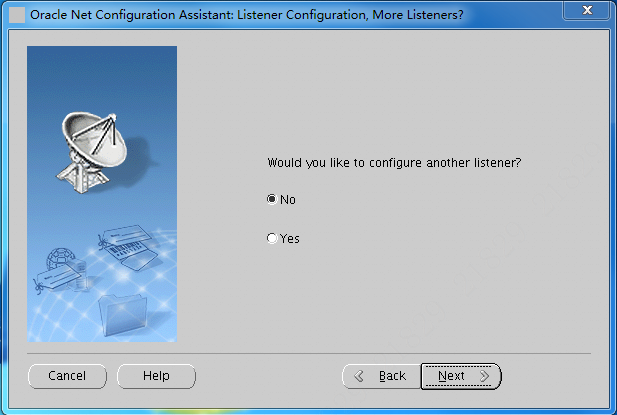 Oracle Net Configuration Assistant: Listener Configuration, More Listeners?
Would you like to configure another listener?
No
Yes
Cancel
Help
Back
Next